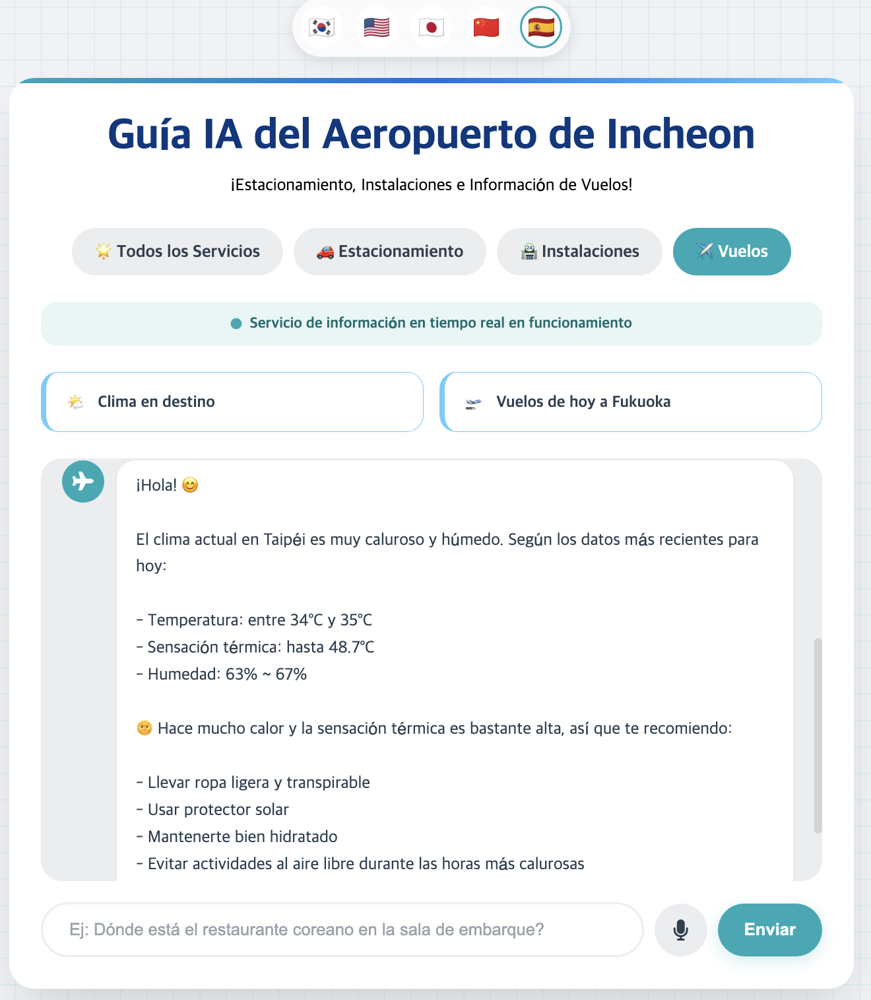 Guía IA del Aeropuerto de Incheon
¡Estacionamiento, Instalaciones e Información de Vuelos!
🌟 Todos los Servicios
🚗 Estacionamiento
🏪 Instalaciones
✈️ Vuelos
Servicio de información en tiempo real en funcionamiento
🌤️ Clima en destino
🛫 Vuelos de hoy a Fukuoka
¡Hola! 😊
El clima actual en Taipéi es muy caluroso y húmedo. Según los datos más recientes para
hoy:
- Temperatura: entre 34°C y 35°C
- Sensación térmica: hasta 48.7°C
- Humedad: 63% ~ 67%
🌞 Hace mucho calor y la sensación térmica es bastante alta, así que te recomiendo:
- Llevar ropa ligera y transpirable
- Usar protector solar
- Mantenerte bien hidratado
- Evitar actividades al aire libre durante las horas más calurosas
Ej: Dónde está el restaurante coreano en la sala de embarque?
Enviar